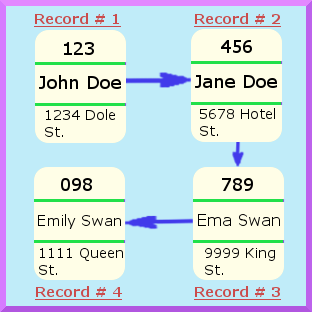 Record # 1
123
John Doe
1234 Dole
St.
Record # 2
456
Jane Doe
5678 Hotel
St.
Record # 3
789
Ema Swan
9999 King
St.
Record # 4
098
Emily Swan
1111 Queen
St.